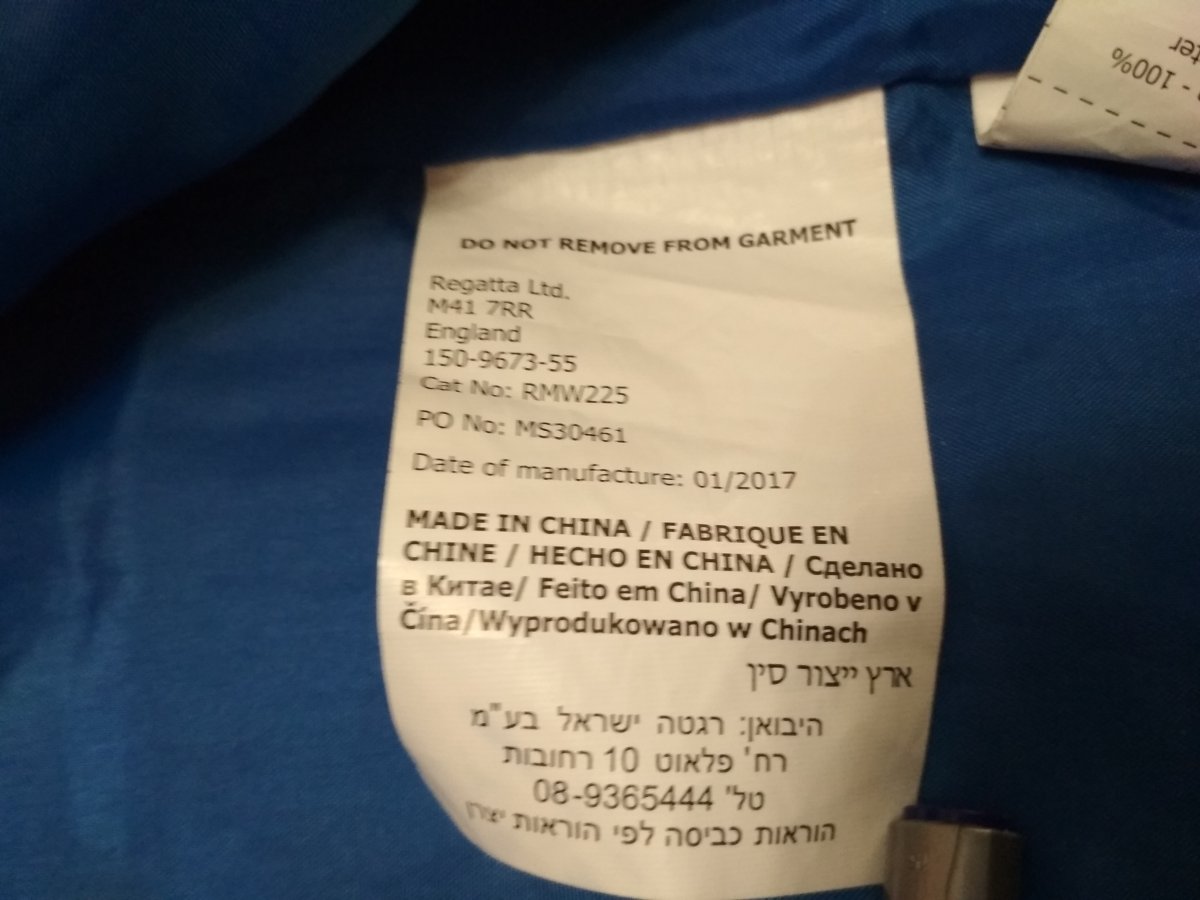 - 100%
DO NOT REMOVE FROM GARMENT
Regatta Ltd.
M41 7RR
England
150-9673-55
Cat No: RMW225
PO No: MS30461
Date of manufacture: 01/2017
MADE IN CHINA / FABRIQUE EN
CHINE / HECHO EN CHINA / Сделано
в Китае/ Feito em China/ Vyrobeno v
Čína/Wyprodukowano w Chinach
ארץ ייצור סין
היבואן: רגטה ישראל בע"מ
רח' פלאוט 10 רחובות
טל' 08-9365444
הוראות כביסה לפי הוראות יצרן